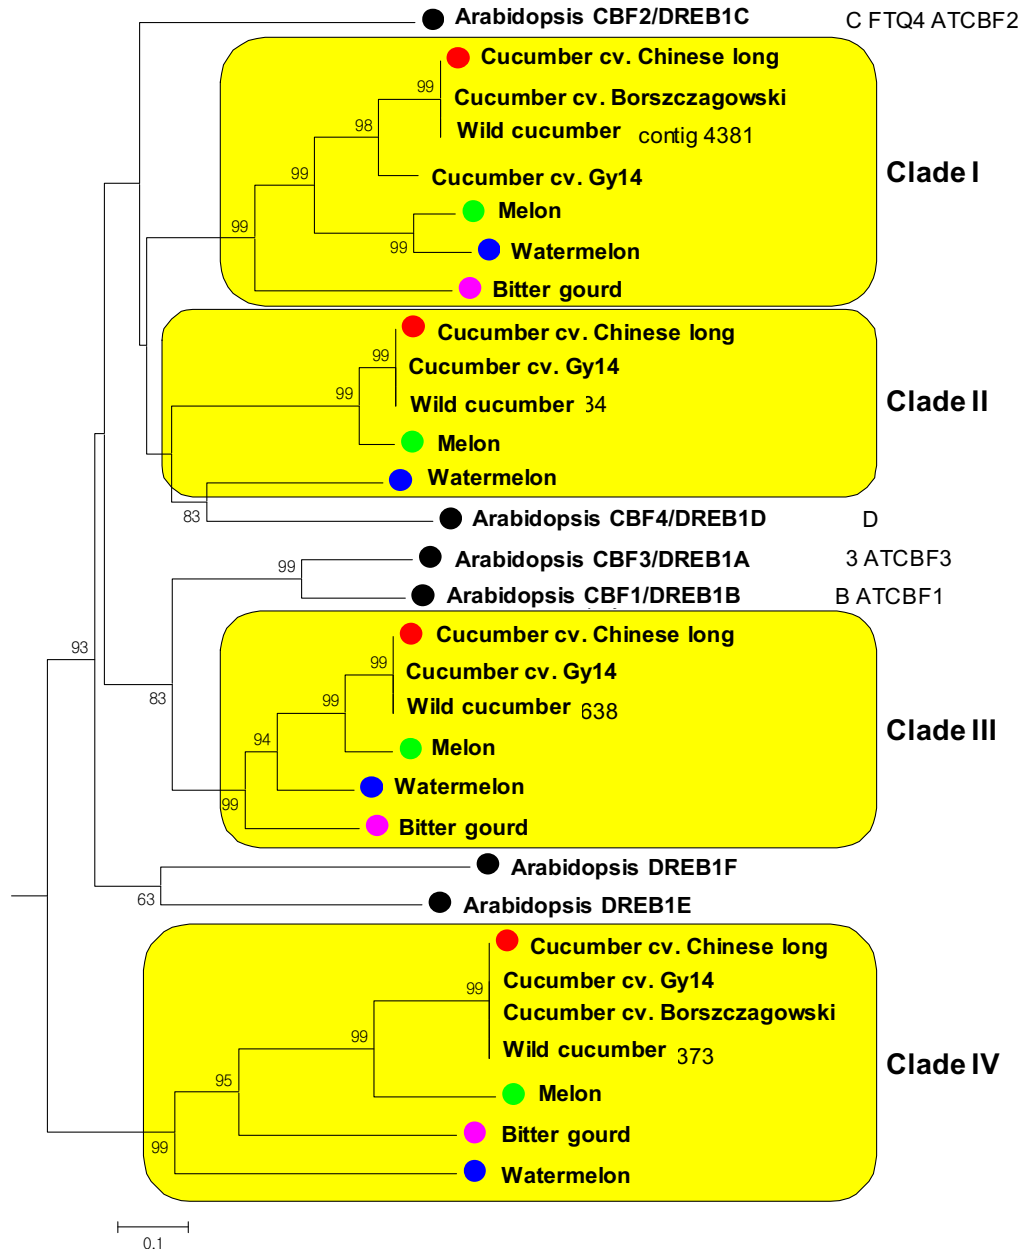 Arabidopsis CBF2/DREB1C C FTQ4 ATCBF2
Cucumber cv. Chinese long
99
Cucumber cv. Borszczagowski
98
Wild cucumber contig 4381
99
Clade I
Cucumber cv. Gy14
Melon
99
99
Watermelon
Bitter gourd
Cucumber cv. Chinese long
99
Cucumber cv. Gy14
99
Wild cucumber 34
Clade II
Melon
Watermelon
83
Arabidopsis CBF4/DREB1D D
Arabidopsis CBF3/DREB1A 3 ATCBF3
99
Arabidopsis CBF1/DREB1B B ATCBF1
Cucumber cv. Chinese long
93
99
Cucumber cv. Gy14
83
99
Wild cucumber 638
Clade III
94
Melon
Watermelon
99
Bitter gourd
Arabidopsis DREB1F
63
Arabidopsis DREB1E
Cucumber cv. Chinese long
99
Cucumber cv. Gy14
Cucumber cv. Borszczagowski
99
Wild cucumber 373
Clade IV
95
Melon
Bitter gourd
99
Watermelon
0.1